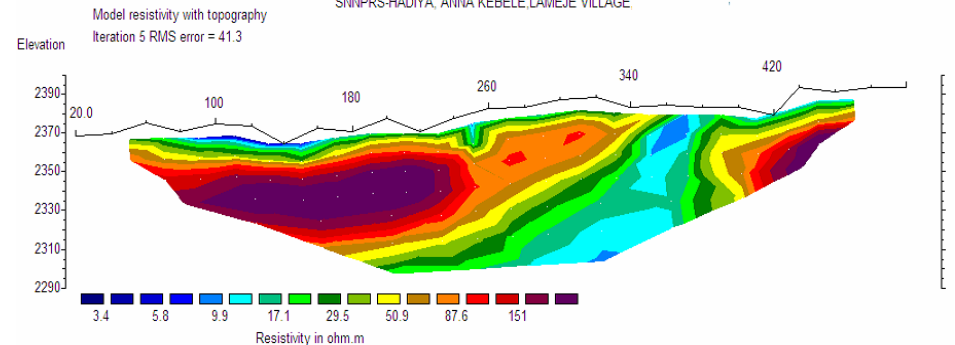 SNNPRS-HADIYA, ANNA KEBELE,LAMEJE VILLAGE
Model resistivity with topography
Iteration 5 RMS error = 41.3
Elevation
420
340
260
180
100
20.0
2390
2370
2350
2330
2310
2290
3.4 5.8 9.9 17.1 29.5 50.9 87.6 151
Resistivity in ohm.m